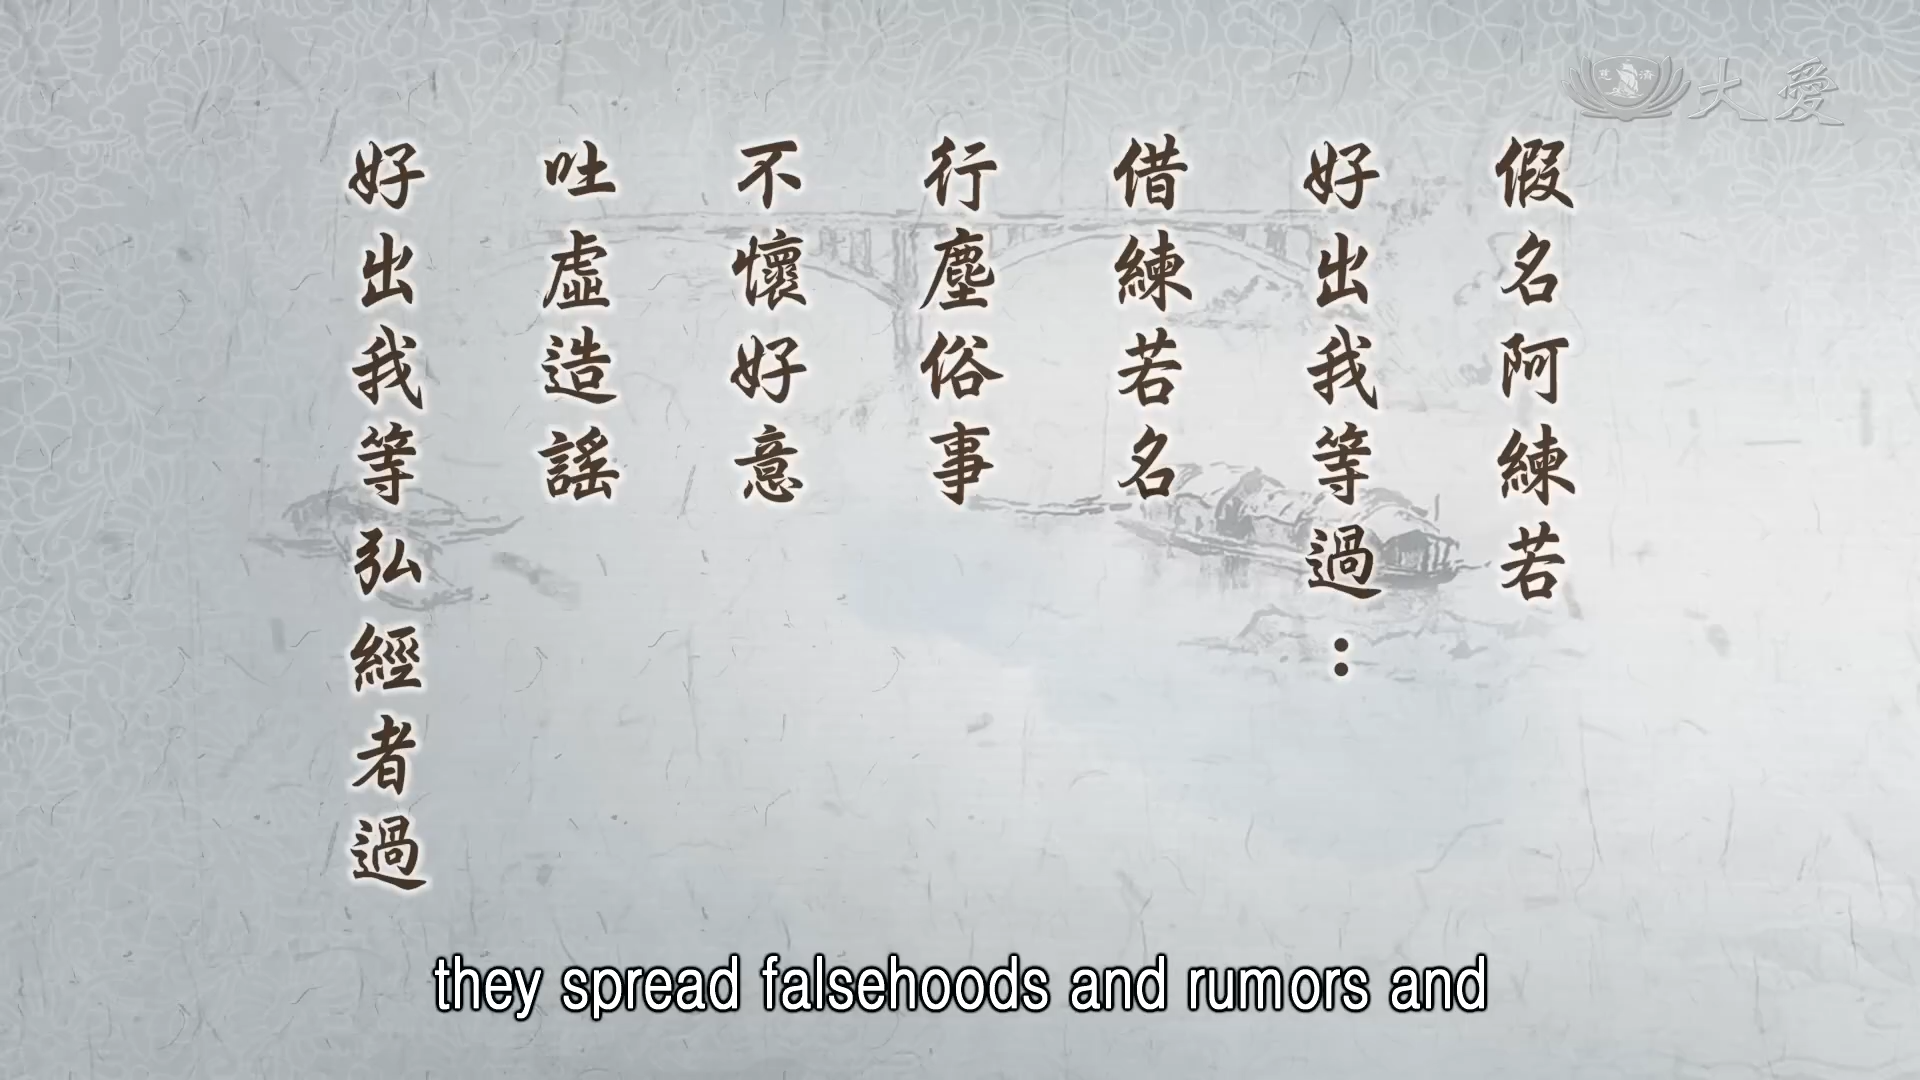 假名阿練若
好出我等過：
借練若名
行塵俗事
不懷好意
吐虛造謠
好出我等弘經者過
they spread falsehoods and rumors and
慈濟
大愛